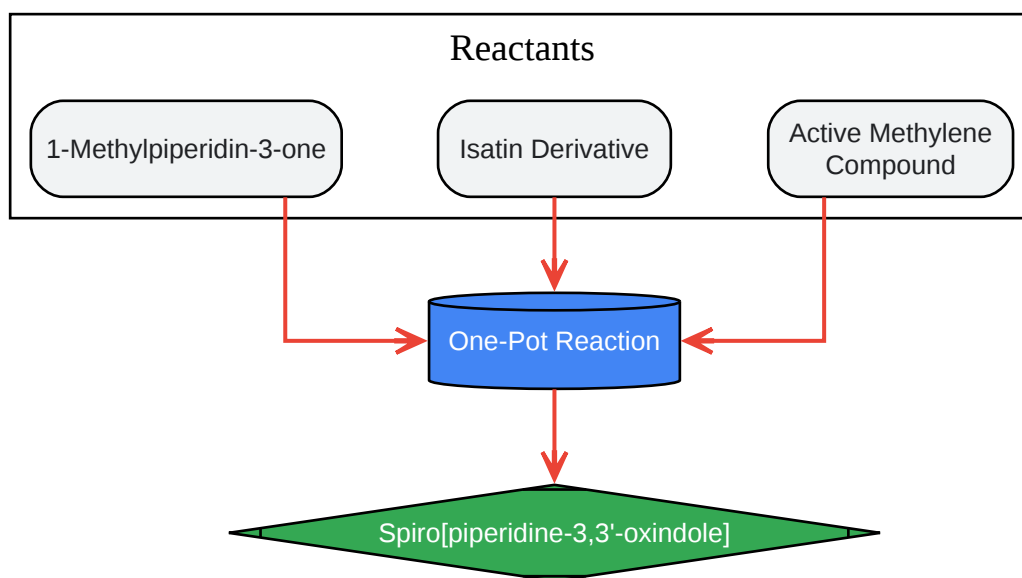 Reactants
1-Methylpiperidin-3-one
Isatin Derivative
Active Methylene
Compound
One-Pot Reaction
Spiro[piperidine-3,3'-oxindole]